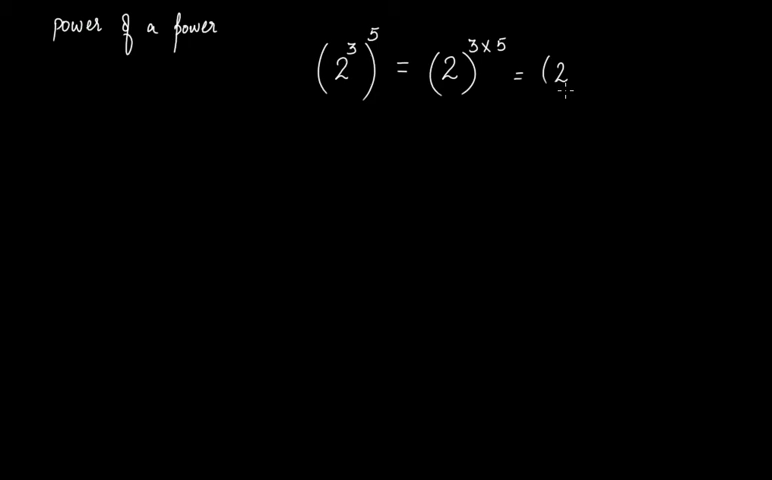 power of a power
(2³)⁵ = (2)³ˣ⁵ = (2